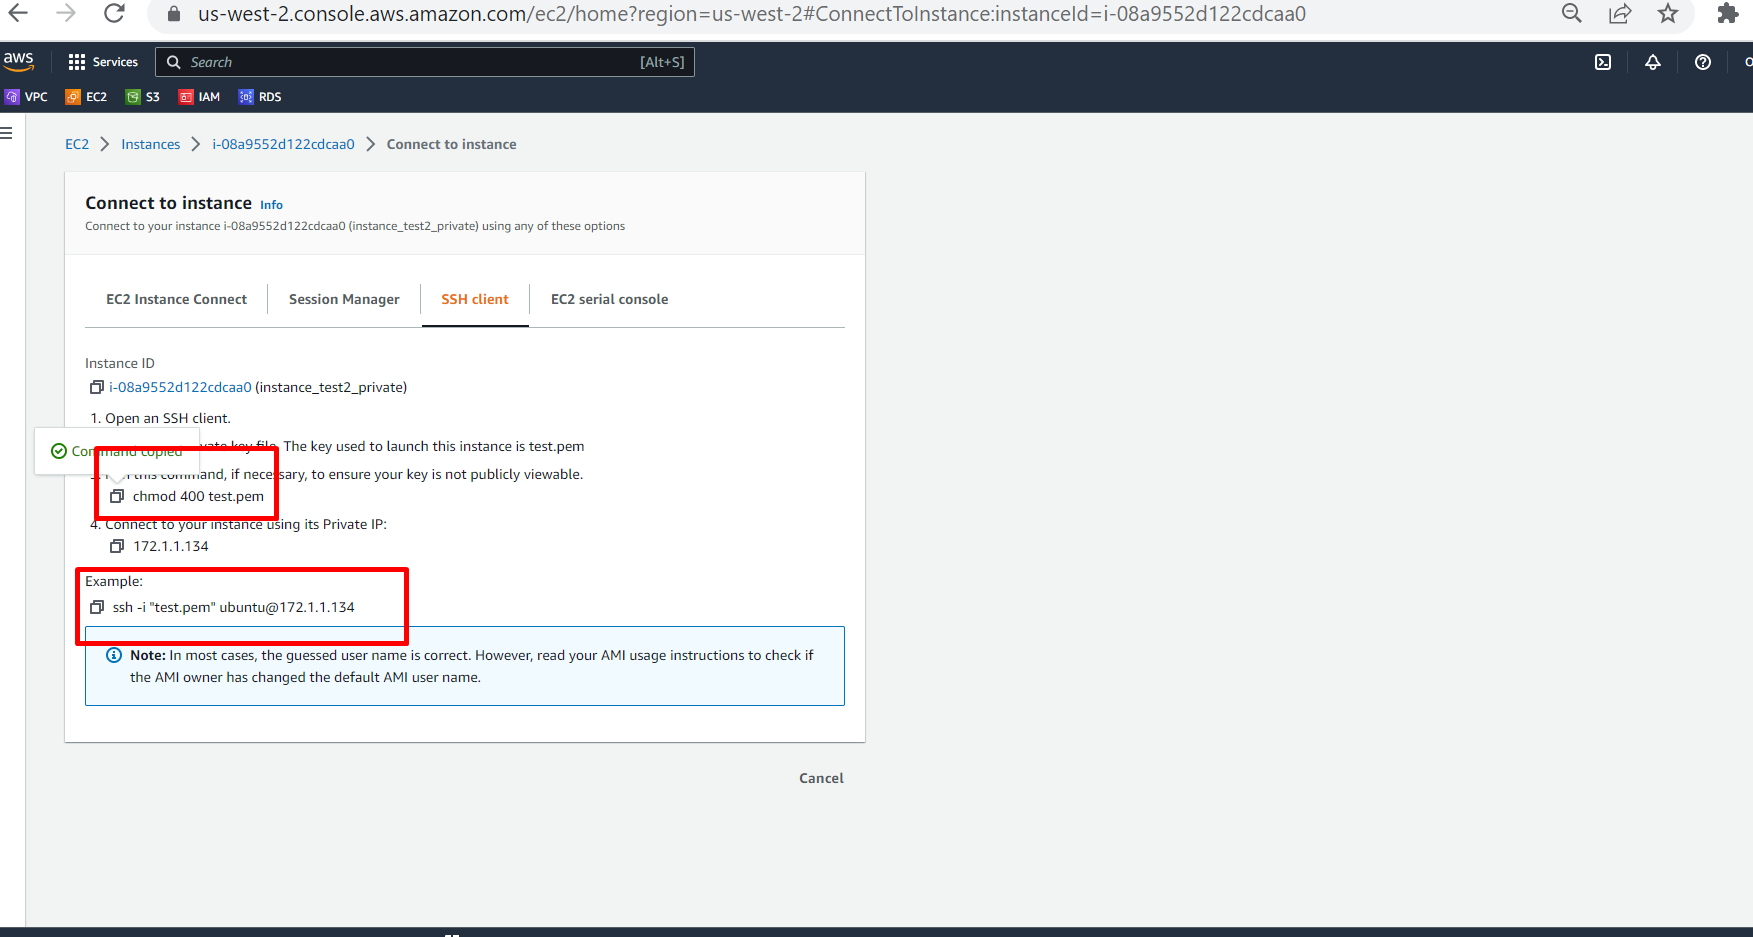 us-west-2.console.aws.amazon.com/ec2/home?region=us-west-2#ConnectToInstance:instanceId=i-08a9552d122cdcaa0
aws Services Search [Alt+S]
VPC EC2 S3 IAM RDS
EC2 Instances i-08a9552d122cdcaa0 Connect to instance
Connect to instance Info
Connect to your instance i-08a9552d122cdcaa0 (instance_test2_private) using any of these options
EC2 Instance Connect Session Manager SSH client EC2 serial console
Instance ID
i-08a9552d122cdcaa0 (instance_test2_private)
1. Open an SSH client.
key file. The key used to launch this instance is test.pem
Command copied
this command, if necessary, to ensure your key is not publicly viewable.
chmod 400 test.pem
4. Connect to your instance using its Private IP:
172.1.1.134
Example:
ssh -i "test.pem" ubuntu@172.1.1.134
Note: In most cases, the guessed user name is correct. However, read your AMI usage instructions to check if
the AMI owner has changed the default AMI user name.
Cancel